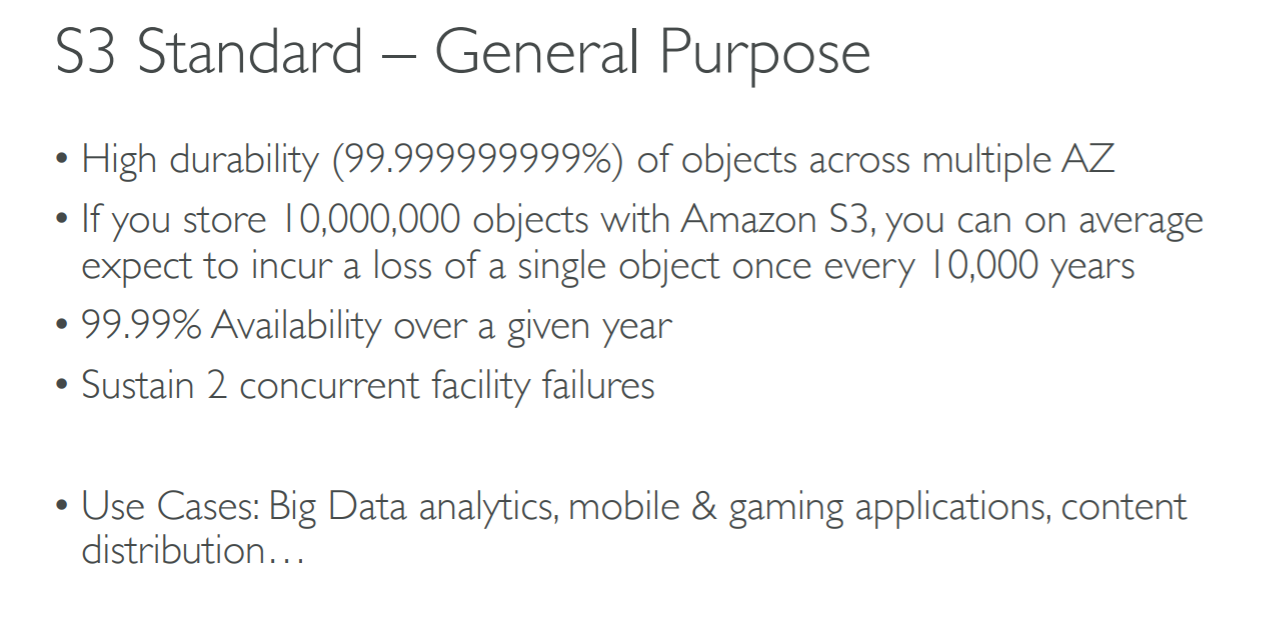 S3 Standard – General Purpose
• High durability (99.999999999%) of objects across multiple AZ
• If you store 10,000,000 objects with Amazon S3, you can on average
expect to incur a loss of a single object once every 10,000 years
• 99.99% Availability over a given year
• Sustain 2 concurrent facility failures
• Use Cases: Big Data analytics, mobile & gaming applications, content
distribution…